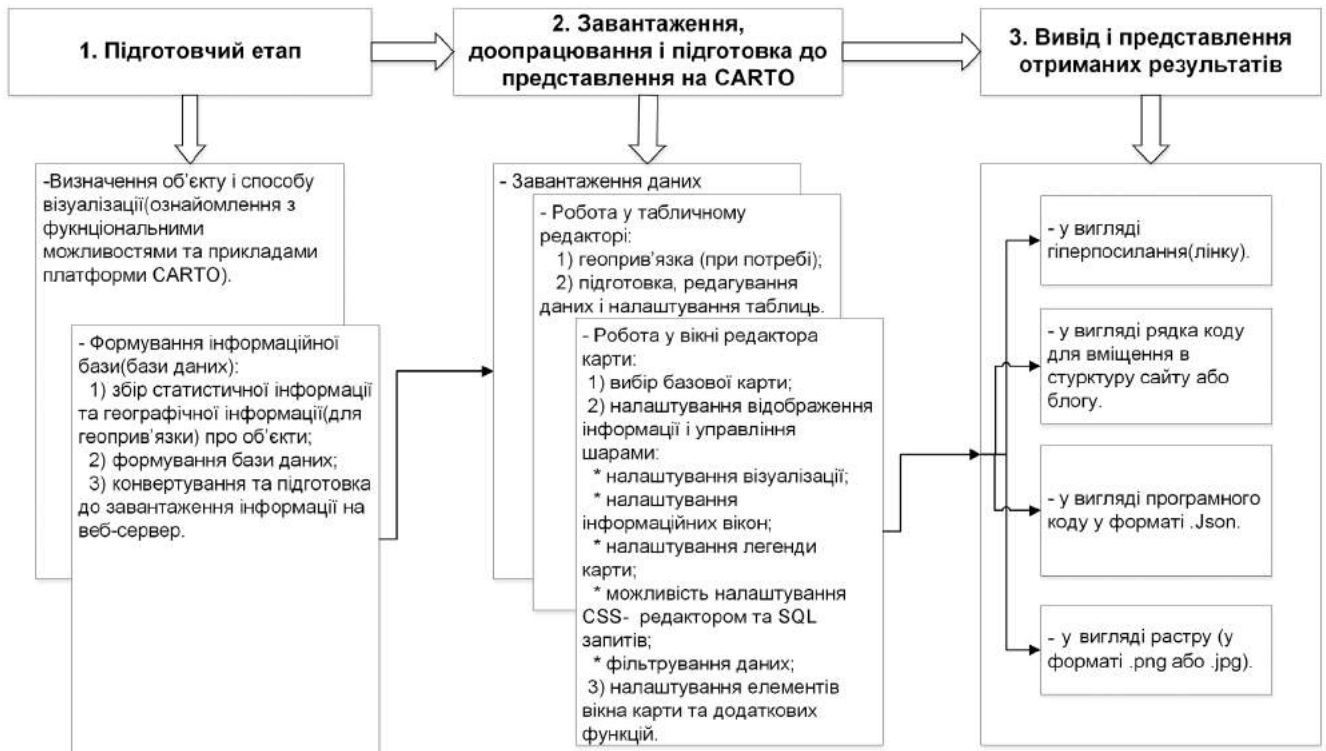 1. Підготовчий етап
2. Завантаження,
доопрацювання і підготовка до
представлення на CARTO
3. Вивід і представлення
отриманих результатів
-Визначення об'єкту і способу
візуалізації(ознайомлення з
фукнціональними
можливостями та прикладами
платформи CARTO).
- Формування інформаційної
бази(бази даних):
1) збір статистичної інформації
та географічної інформації(для
геоприв'язки) про об'єкти;
2) формування бази даних;
3) конвертування та підготовка
до завантаження інформації на
веб-сервер.
- Завантаження даних
- Робота у табличному
редакторі:
1) геоприв'язка (при потребі);
2) підготовка, редагування
даних і налаштування таблиць.
- Робота у вікні редактора
карти:
1) вибір базової карти;
2) налаштування відображення
інформації і управління
шарами:
* налаштування візуалізації;
* налаштування
інформаційних вікон;
* налаштування легенди
карти;
* можливість налаштування
CSS- редактором та SQL
запитів;
* фільтрування даних;
3) налаштування елементів
вікна карти та додаткових
функцій.
- у вигляді
гіперпосилання(лінку).
- у вигляді рядка коду
для вміщення в
стурктуру сайту або
блогу.
- у вигляді програмного
коду у форматі .Json.
- у вигляді растру (у
форматі .png або .jpg).